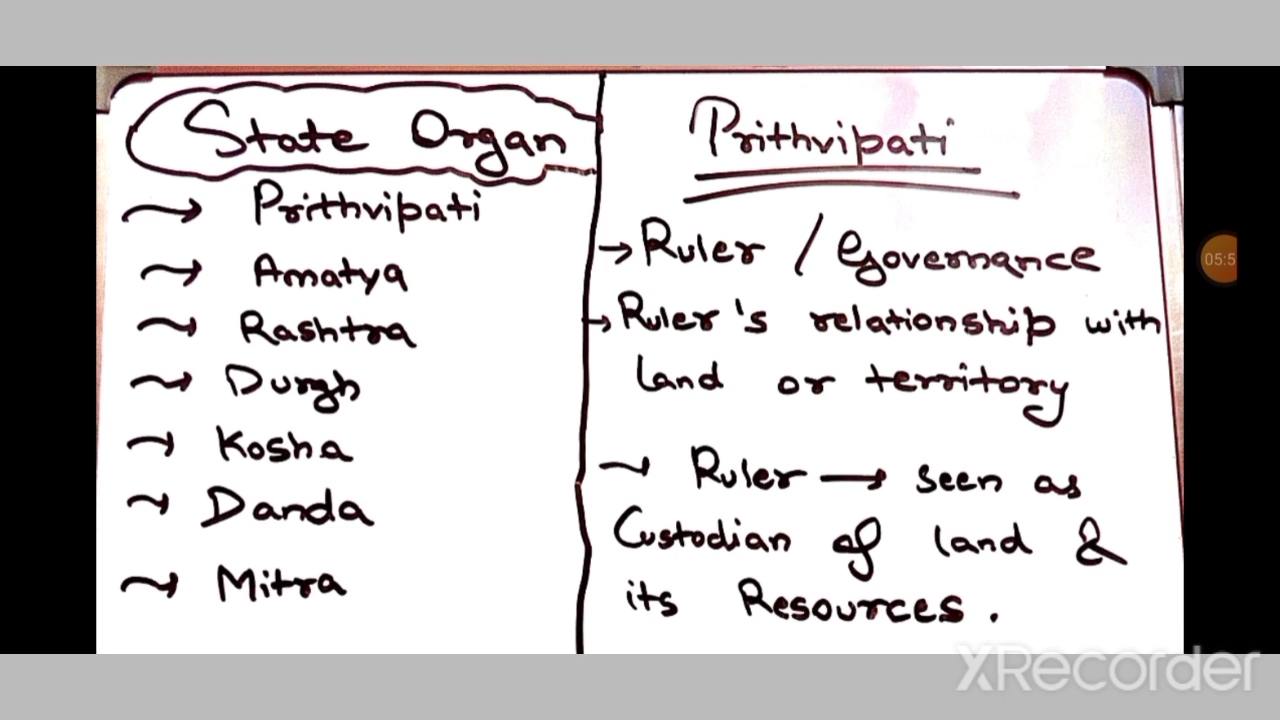 State Organ
→ Prithvipati
→ Amatya
→ Rashtra
→ Durgh
→ Kosha
→ Danda
→ Mitra
Prithvipati
→ Ruler / Governance
→ Ruler's relationship with
land or territory
→ Ruler → seen as
Custodian of land &
its Resources.
05:5
XRecorder